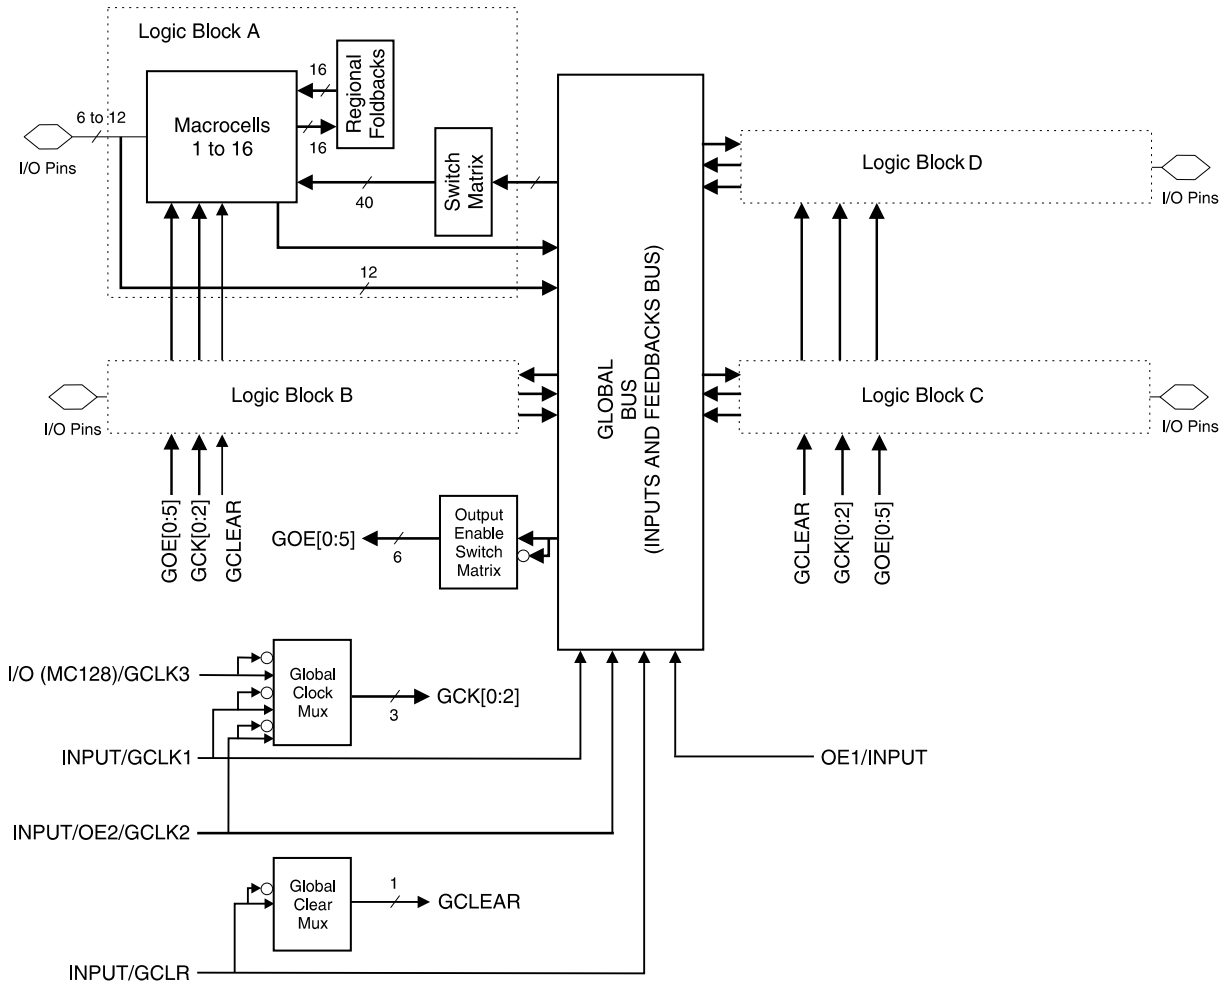 Logic Block A
16
Regional
Foldbacks
6 to 12
Macrocells
1 to 16
16
I/O Pins
40
Switch
Matrix
12
Logic Block D
I/O Pins
GLOBAL
BUS
(INPUTS AND FEEDBACKS BUS)
Logic Block B
I/O Pins
Logic Block C
I/O Pins
GOE[0:5]
GCK[0:2]
GCLEAR
GCLEAR
GCK[0:2]
GOE[0:5]
GOE[0:5]
6
Output
Enable
Switch
Matrix
I/O (MC128)/GCLK3
Global
Clock
Mux
3
GCK[0:2]
INPUT/GCLK1
OE1/INPUT
INPUT/OE2/GCLK2
Global
Clear
Mux
1
GCLEAR
INPUT/GCLR